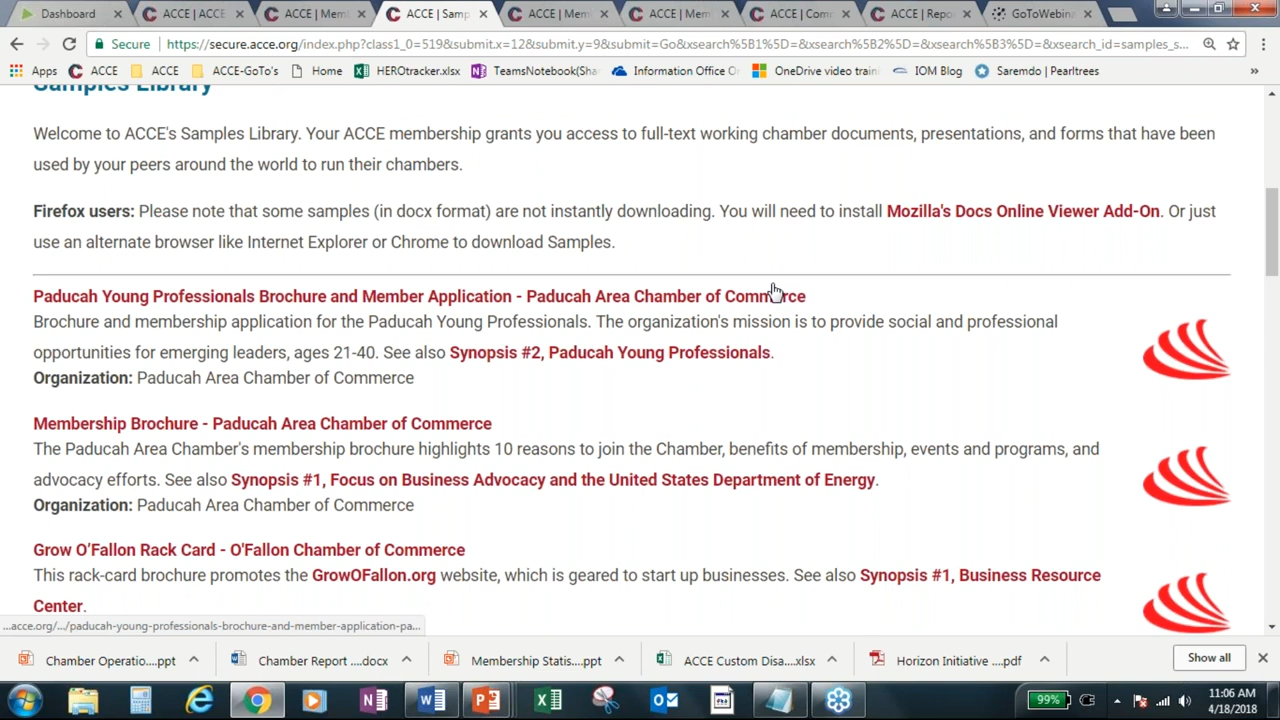 Dashboard
ACCE | ACCE
ACCE | Mem
ACCE | Samp
ACCE | Mem
ACCE | Mem
ACCE | Com
ACCE | Repo
GoToWebina
Secure https://secure.acce.org/index.php?class1_0=519&submit.x=12&submit.y=9&submit=Go&xsearch%5B1%5D=&xsearch%5B2%5D=&xsearch%5B3%5D=&xsearch_id=samples_s...
Apps ACCE ACCE ACCE-GoTo's Home HEROtracker.xlsx TeamsNotebook(Sha Information Office O OneDrive video train IOM Blog Saremdo | Pearltrees »
Samples Library
Welcome to ACCE's Samples Library. Your ACCE membership grants you access to full-text working chamber documents, presentations, and forms that have been
used by your peers around the world to run their chambers.
Firefox users: Please note that some samples (in docx format) are not instantly downloading. You will need to install Mozilla's Docs Online Viewer Add-On. Or just
use an alternate browser like Internet Explorer or Chrome to download Samples.
Paducah Young Professionals Brochure and Member Application - Paducah Area Chamber of Commerce
Brochure and membership application for the Paducah Young Professionals. The organization's mission is to provide social and professional
opportunities for emerging leaders, ages 21-40. See also Synopsis #2, Paducah Young Professionals.
Organization: Paducah Area Chamber of Commerce
Membership Brochure - Paducah Area Chamber of Commerce
The Paducah Area Chamber's membership brochure highlights 10 reasons to join the Chamber, benefits of membership, events and programs, and
advocacy efforts. See also Synopsis #1, Focus on Business Advocacy and the United States Department of Energy.
Organization: Paducah Area Chamber of Commerce
Grow O'Fallon Rack Card - O'Fallon Chamber of Commerce
This rack-card brochure promotes the GrowOFallon.org website, which is geared to start up businesses. See also Synopsis #1, Business Resource
Center.
...acce.org/.../paducah-young-professionals-brochure-and-member-application-pa...
Chamber Operatio....ppt
Chamber Report ....docx
Membership Statis....ppt
ACCE Custom Disa....xlsx
Horizon Initiative ....pdf
Show all
99%
11:06 AM
4/18/2018